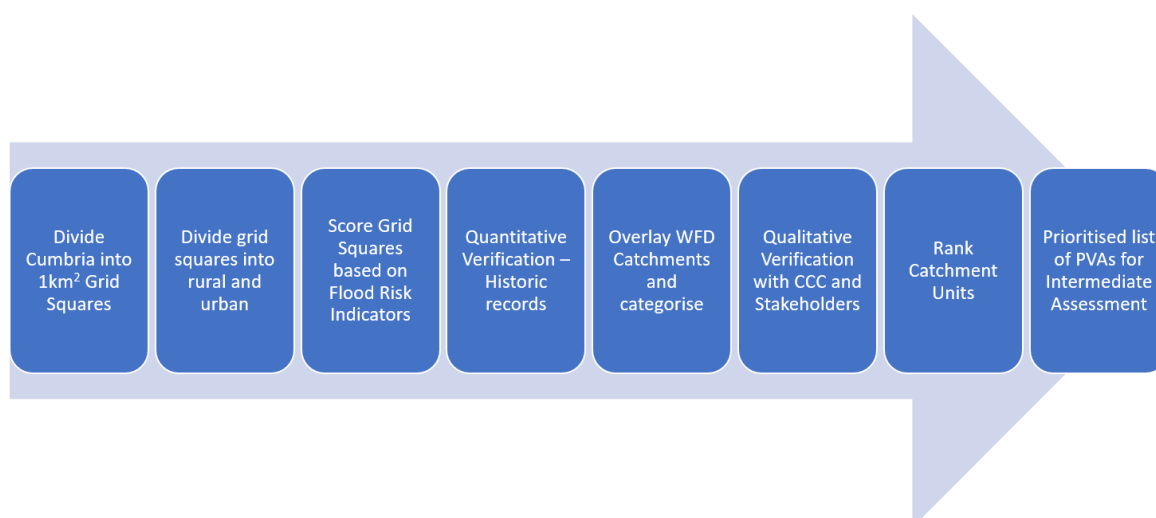 Divide
Cumbria into
1km² Grid
Squares
Divide grid
squares into
rural and
urban
Score Grid
Squares
based on
Flood Risk
Indicators
Quantitative
Verification –
Historic
records
Overlay WFD
Catchments
and
categorise
Qualitative
Verification
with CCC and
Stakeholders
Rank
Catchment
Units
Prioritised list
of PVAs for
Intermediate
Assessment